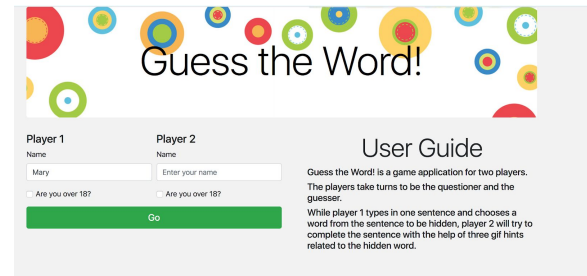 Guess the Word!
Player 1
Player 2
Name
Name
Mary
Enter your name
Are you over 18?
Are you over 18?
Go
User Guide
Guess the Word! is a game application for two players.
The players take turns to be the questioner and the
guesser.
While player 1 types in one sentence and chooses a
word from the sentence to be hidden, player 2 will try to
complete the sentence with the help of three gif hints
related to the hidden word.